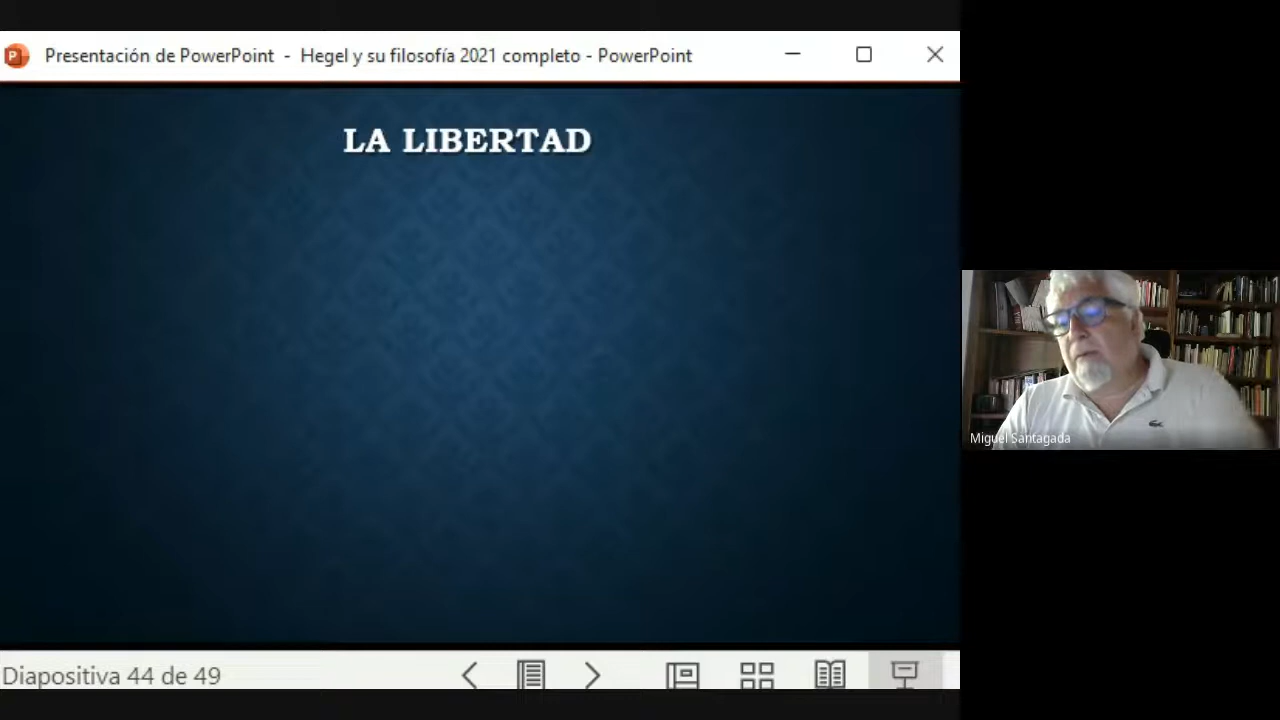 Presentación de PowerPoint - Hegel y su filosofía 2021 completo - PowerPoint
LA LIBERTAD
Miguel Santagada
Diapositiva 44 de 49